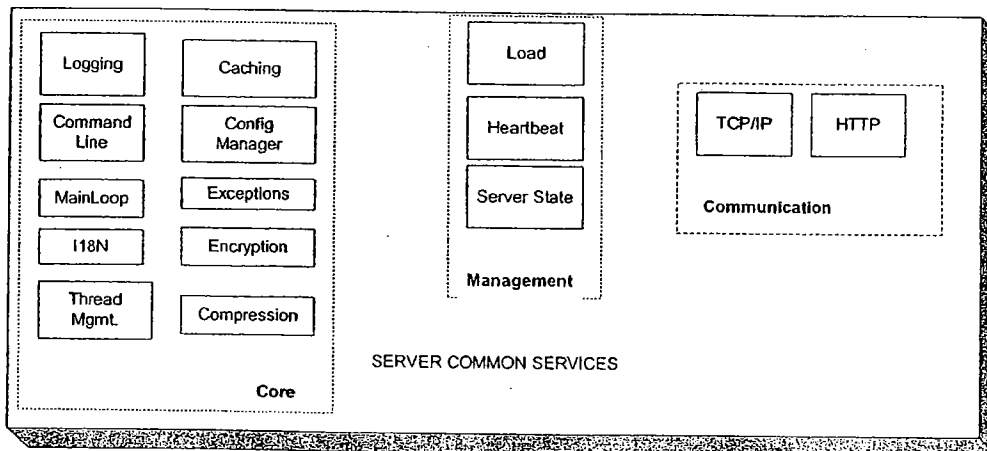 Logging
Caching
Command
Line
Config
Manager
MainLoop
Exceptions
I18N
Encryption
Thread
Mgmt.
Compression
Core
Load
Heartbeat
Server State
Management
TCP/IP
HTTP
Communication
SERVER COMMON SERVICES